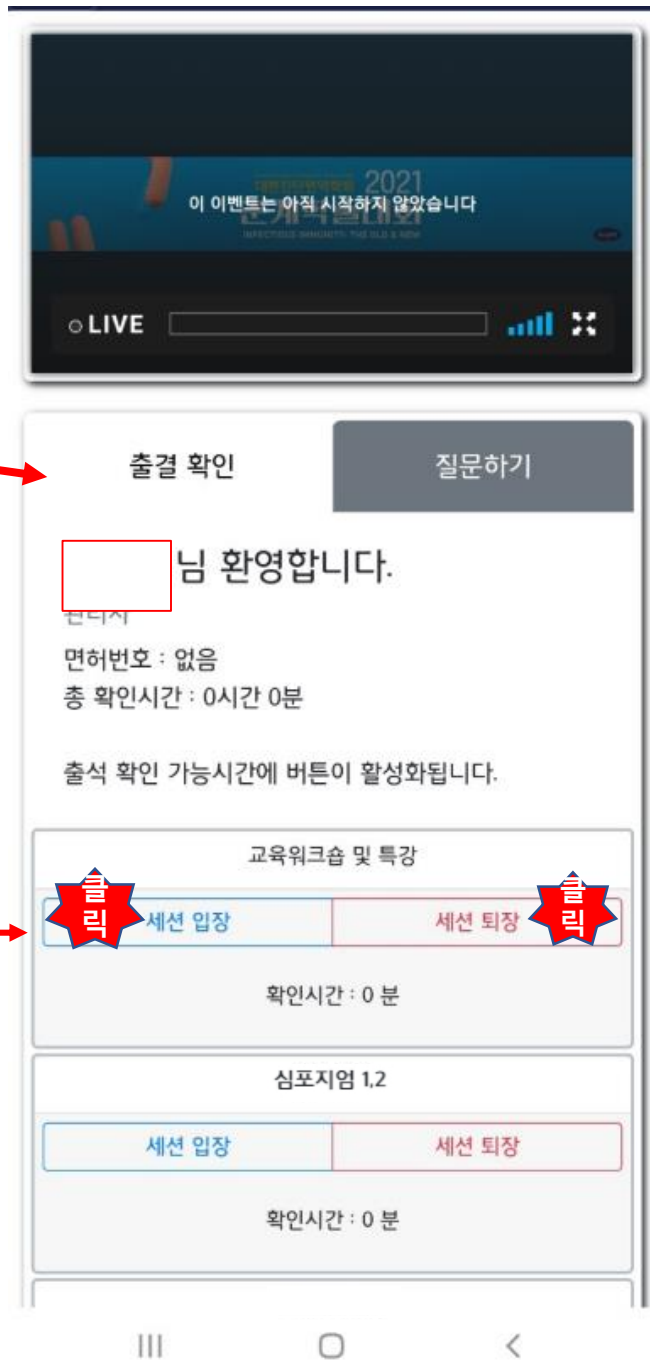 2021
이 이벤트는 아직 시작하지 않았습니다
LIVE
출결 확인
질문하기
님 환영합니다.
관리자
면허번호 : 없음
총 확인시간 : 0시간 0분
출석 확인 가능시간에 버튼이 활성화됩니다.
교육워크숍 및 특강
클릭
세션 입장
세션 퇴장
클릭
확인시간 : 0 분
심포지엄 1,2
세션 입장
세션 퇴장
확인시간 : 0 분